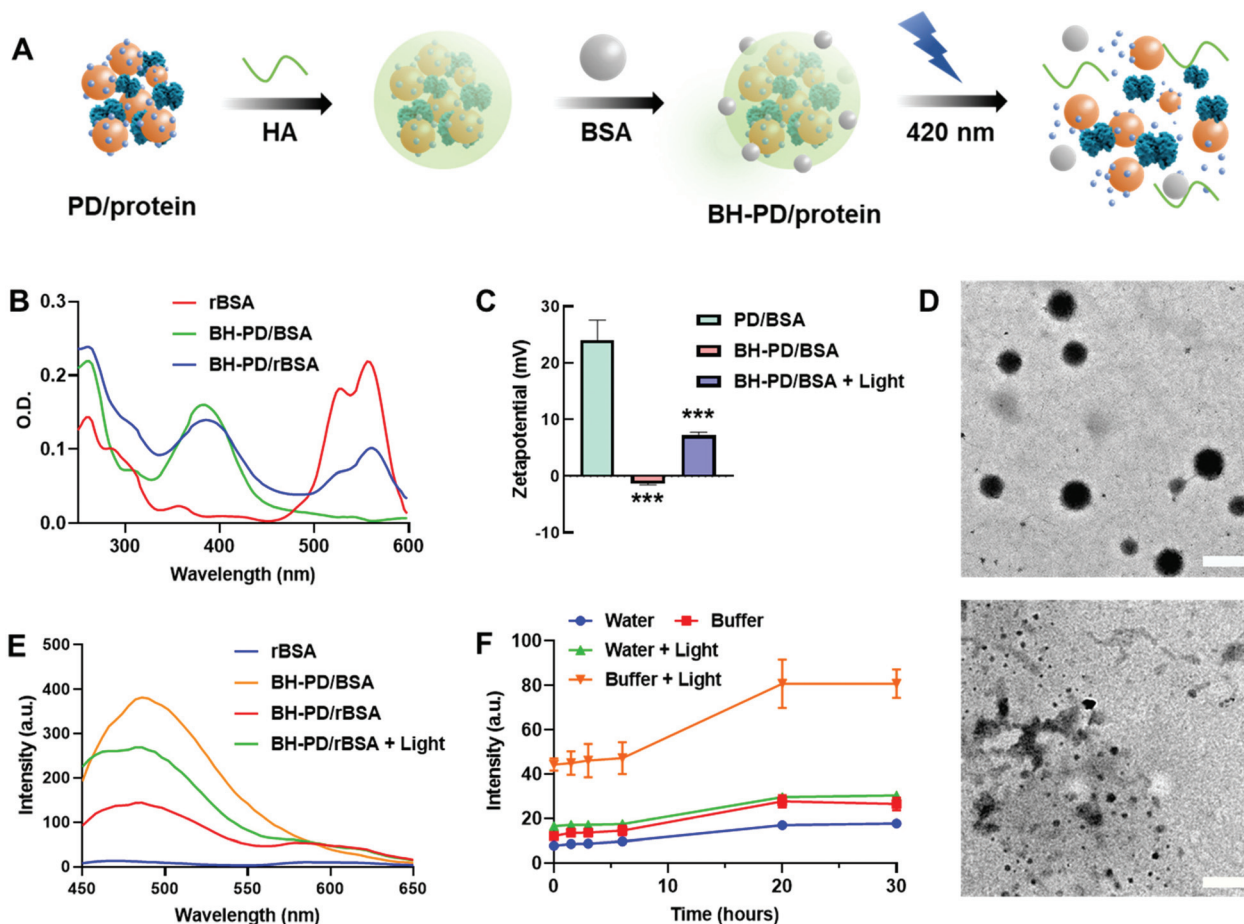 A
HA
BSA
420 nm
PD/protein
BH-PD/protein
B
0.3
0.2
0.1
0.0
O.D.
rBSA
BH-PD/BSA
BH-PD/rBSA
300
400
500
600
Wavelength (nm)
C
30
20
10
0
-10
Zetapotential (mV)
***
***
PD/BSA
BH-PD/BSA
BH-PD/BSA + Light
D
E
500
400
300
200
100
0
Intensity (a.u.)
rBSA
BH-PD/BSA
BH-PD/rBSA
BH-PD/rBSA + Light
450
500
550
600
650
Wavelength (nm)
F
Water
Buffer
Water + Light
Buffer + Light
100
80
60
40
20
0
Intensity (a.u.)
0
10
20
30
Time (hours)